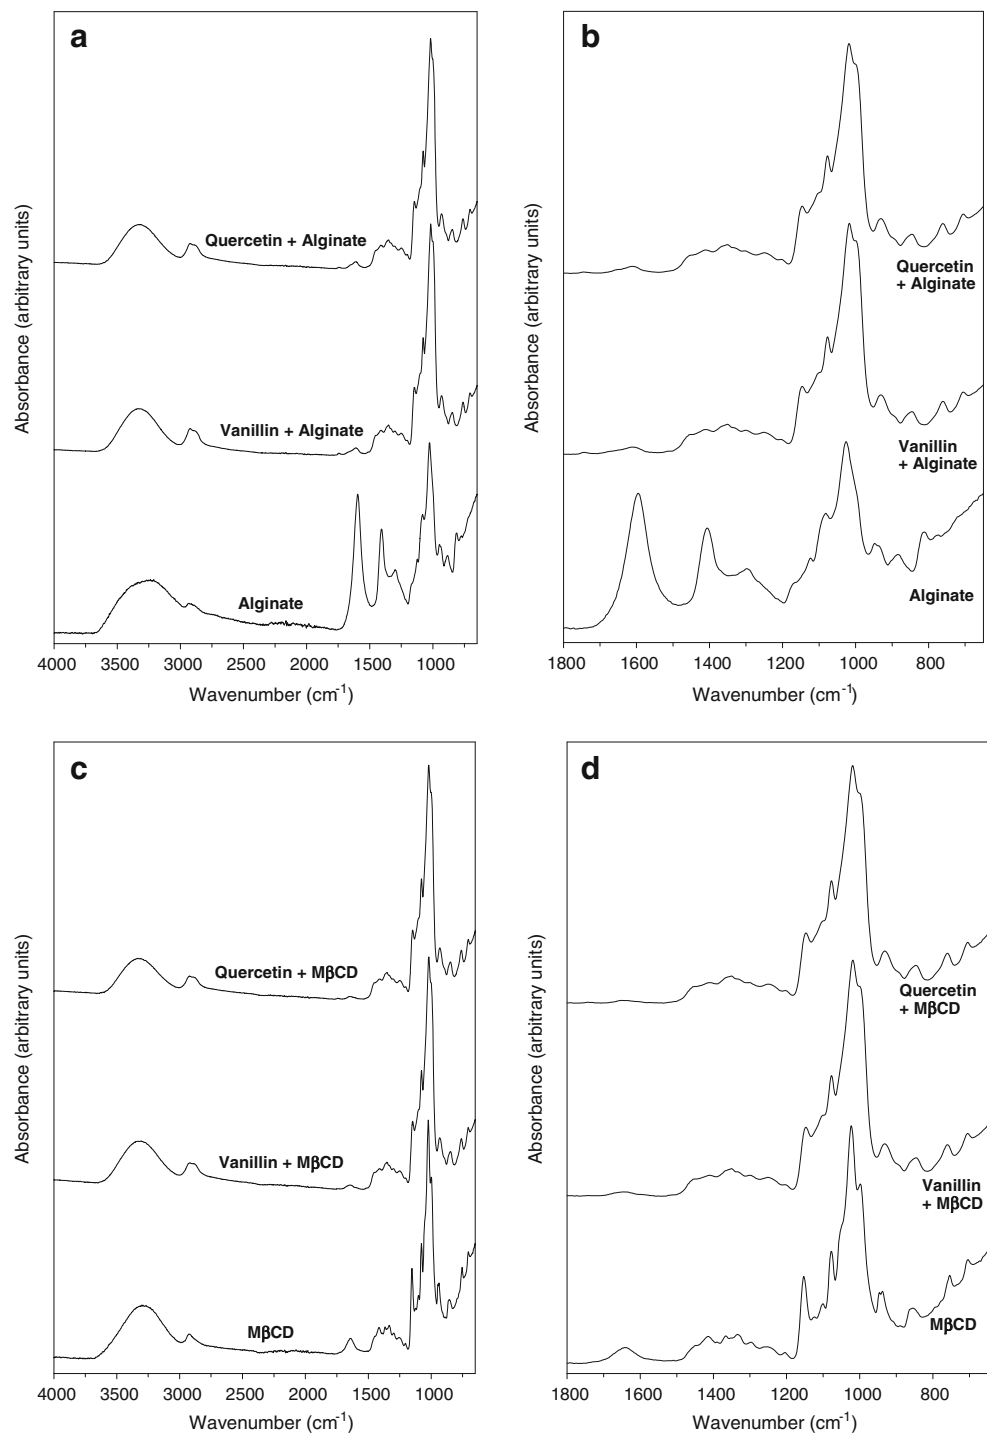 a
Absorbance (arbitrary units)
Quercetin + Alginate
Vanillin + Alginate
Alginate
4000 3500 3000 2500 2000 1500 1000
Wavenumber (cm-1)
b
Absorbance (arbitrary units)
Quercetin
+ Alginate
Vanillin
+ Alginate
Alginate
1800 1600 1400 1200 1000 800
Wavenumber (cm-1)
c
Absorbance (arbitrary units)
Quercetin + MβCD
Vanillin + MβCD
MβCD
4000 3500 3000 2500 2000 1500 1000
Wavenumber (cm-1)
d
Absorbance (arbitrary units)
Quercetin
+ MβCD
Vanillin
+ MβCD
MβCD
1800 1600 1400 1200 1000 800
Wavenumber (cm-1)